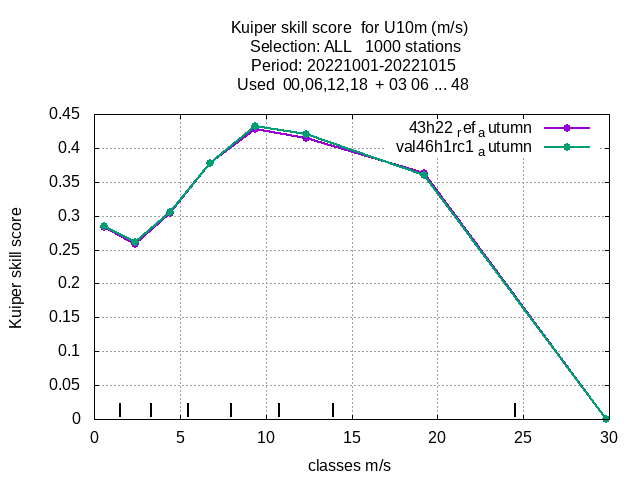 Kuiper skill score for U10m (m/s)
Selection: ALL 1000 stations
Period: 20221001-20221015
Used 00,06,12,18 + 03 06 ... 48
0.45
0.4
0.35
0.3
0.25
0.2
0.15
0.1
0.05
0
Kuiper skill score
43h22 ref autumn
val46h1rc1 autumn
0 5 10 15 20 25 30
classes m/s